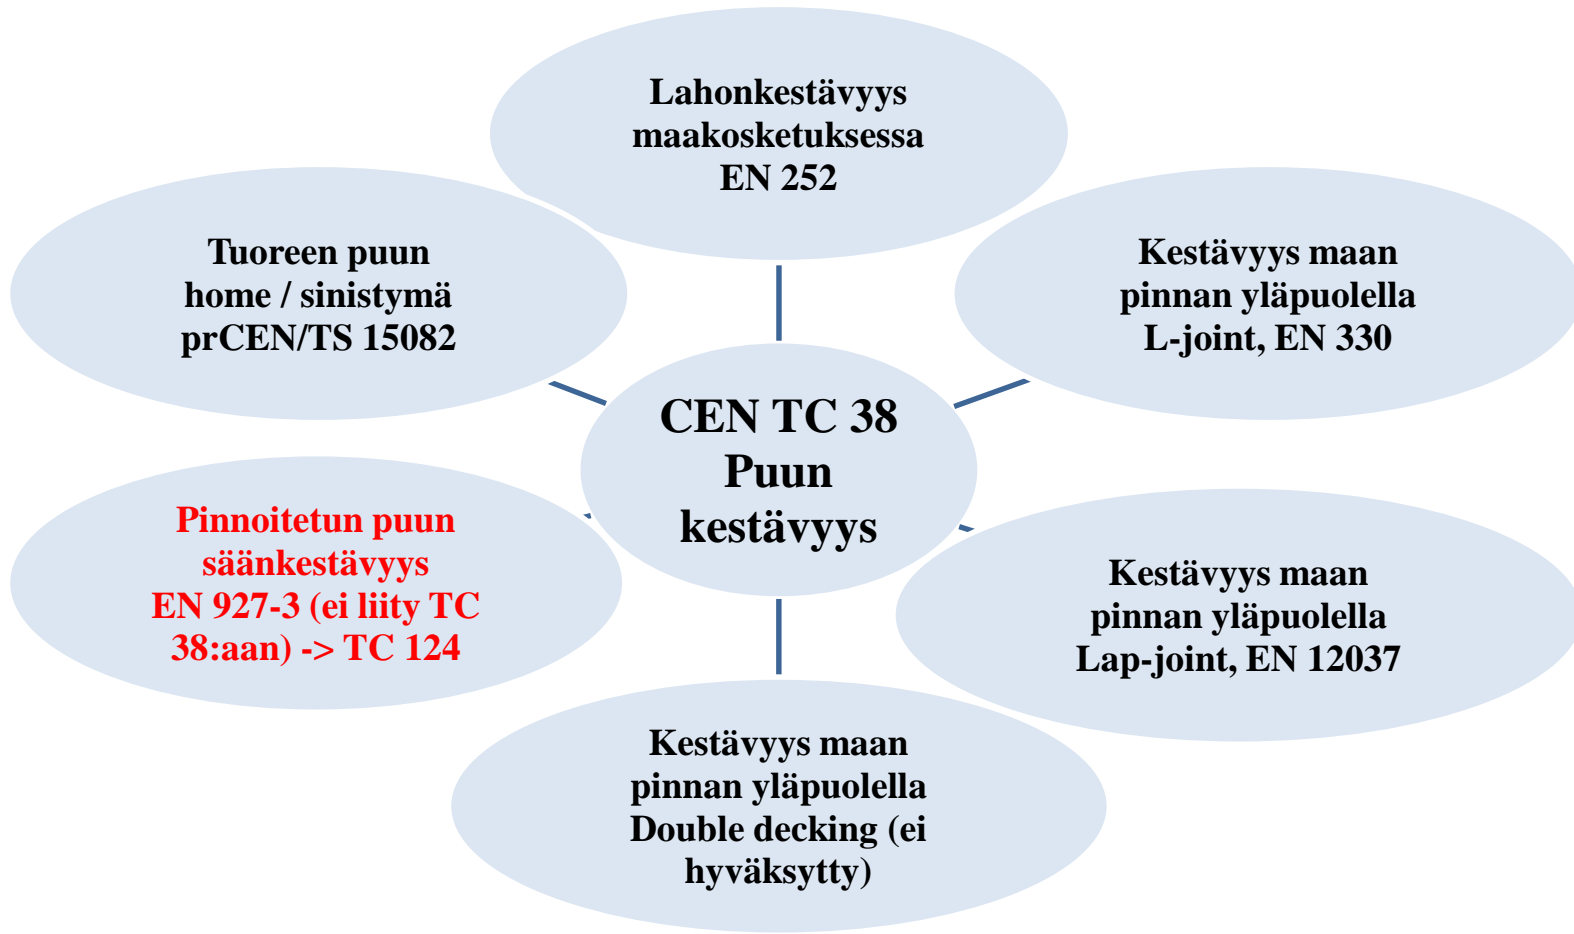 Lahonkestävyys
maakosketuksessa
EN 252
Tuoreen puun
home / sinistymä
prCEN/TS 15082
Kestävyys maan
pinnan yläpuolella
L-joint, EN 330
CEN TC 38
Puun
kestävyys
Pinnoitetun puun
säänkestävyys
EN 927-3 (ei liity TC
38:aan) -> TC 124
Kestävyys maan
pinnan yläpuolella
Lap-joint, EN 12037
Kestävyys maan
pinnan yläpuolella
Double decking (ei
hyväksytty)